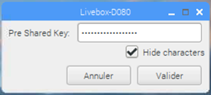 Livebox-D080
Pre Shared Key: ••••••••••••••••••
Hide characters
Annuler Valider